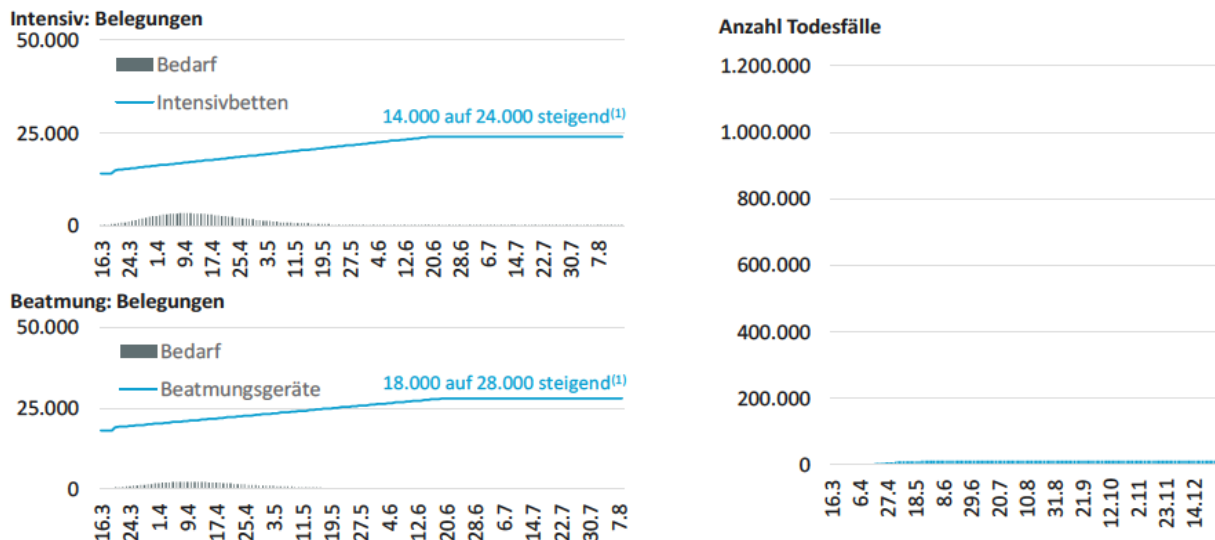 Intensiv: Belegungen
50.000
Bedarf
Intensivbetten
14.000 auf 24.000 steigend(1)
25.000
0
16.3 24.3 1.4 9.4 17.4 25.4 3.5 11.5 19.5 27.5 4.6 12.6 20.6 28.6 6.7 14.7 22.7 30.7 7.8
Beatmung: Belegungen
50.000
Bedarf
Beatmungsgeräte
18.000 auf 28.000 steigend(1)
25.000
0
16.3 24.3 1.4 9.4 17.4 25.4 3.5 11.5 19.5 27.5 4.6 12.6 20.6 28.6 6.7 14.7 22.7 30.7 7.8
Anzahl Todesfälle
1.200.000
1.000.000
800.000
600.000
400.000
200.000
0
16.3 6.4 27.4 18.5 8.6 29.6 20.7 10.8 31.8 21.9 12.10 2.11 23.11 14.12